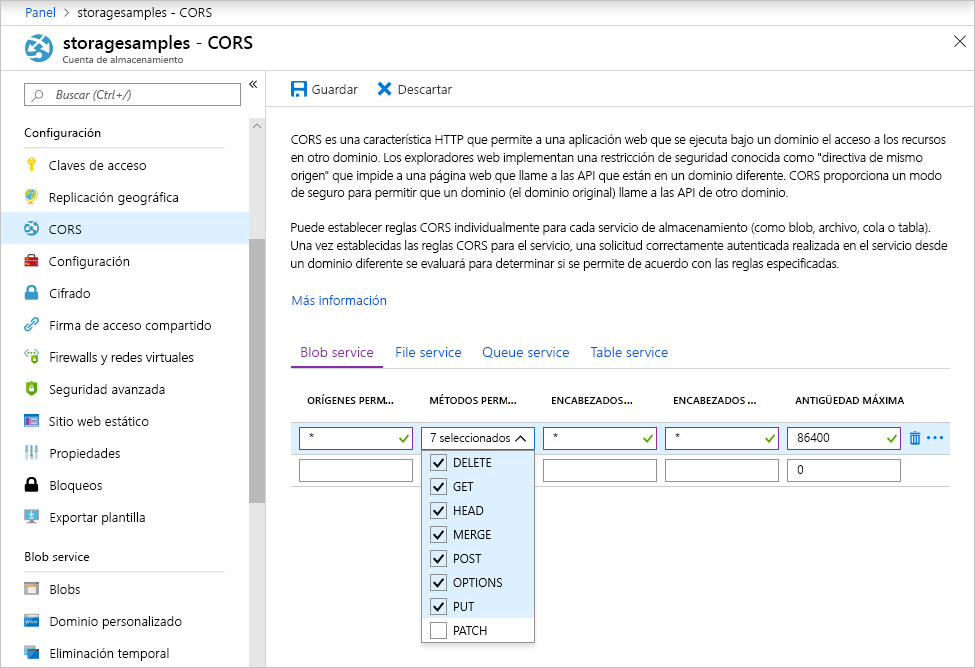 Panel > storagesamples - CORS
storagesamples - CORS
Cuenta de almacenamiento
Buscar (Ctrl+/)
Configuración
Claves de acceso
Replicación geográfica
CORS
Configuración
Cifrado
Firma de acceso compartido
Firewalls y redes virtuales
Seguridad avanzada
Sitio web estático
Propiedades
Bloqueos
Exportar plantilla
Blob service
Blobs
Dominio personalizado
Eliminación temporal
Guardar Descartar
CORS es una característica HTTP que permite a una aplicación web que se ejecuta bajo un dominio el acceso a los recursos
en otro dominio. Los exploradores web implementan una restricción de seguridad conocida como "directiva de mismo
origen" que impide a una página web que llame a las API que están en un dominio diferente. CORS proporciona un modo
de seguro para permitir que un dominio (el dominio original) llame a las API de otro dominio.
Puede establecer reglas CORS individualmente para cada servicio de almacenamiento (como blob, archivo, cola o tabla).
Una vez establecidas las reglas CORS para el servicio, una solicitud correctamente autenticada realizada en el servicio desde
un dominio diferente se evaluará para determinar si se permite de acuerdo con las reglas especificadas.
Más información
Blob service File service Queue service Table service
ORÍGENES PERM... MÉTODOS PERM... ENCABEZADOS... ENCABEZADOS ... ANTIGÜEDAD MÁXIMA
* 7 seleccionados * * 86400
0
DELETE
GET
HEAD
MERGE
POST
OPTIONS
PUT
PATCH